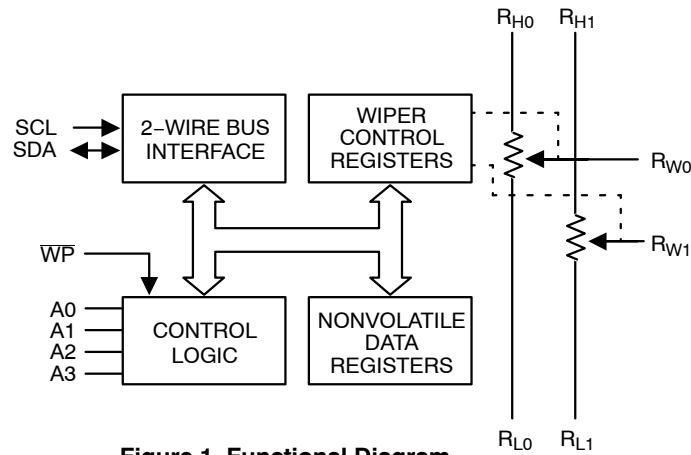 RH0 RH1
SCL
SDA
2−WIRE BUS
INTERFACE
WIPER
CONTROL
REGISTERS
RW0
RW1
WP
A0
A1
A2
A3
CONTROL
LOGIC
NONVOLATILE
DATA
REGISTERS
RL0 RL1
Figure 1. Functional Diagram